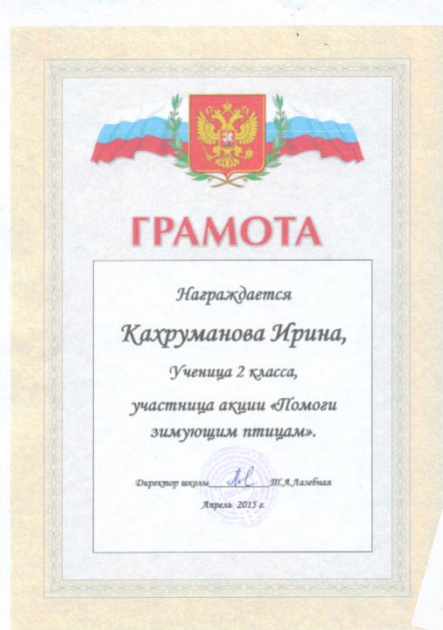 ГРАМОТА
Награждается
Кахруманова Ирина,
Ученица 2 класса,
участница акции «Помоги
зимующим птицам».
Директор школы Т.А.Лазебная
Апрель 2015 г.